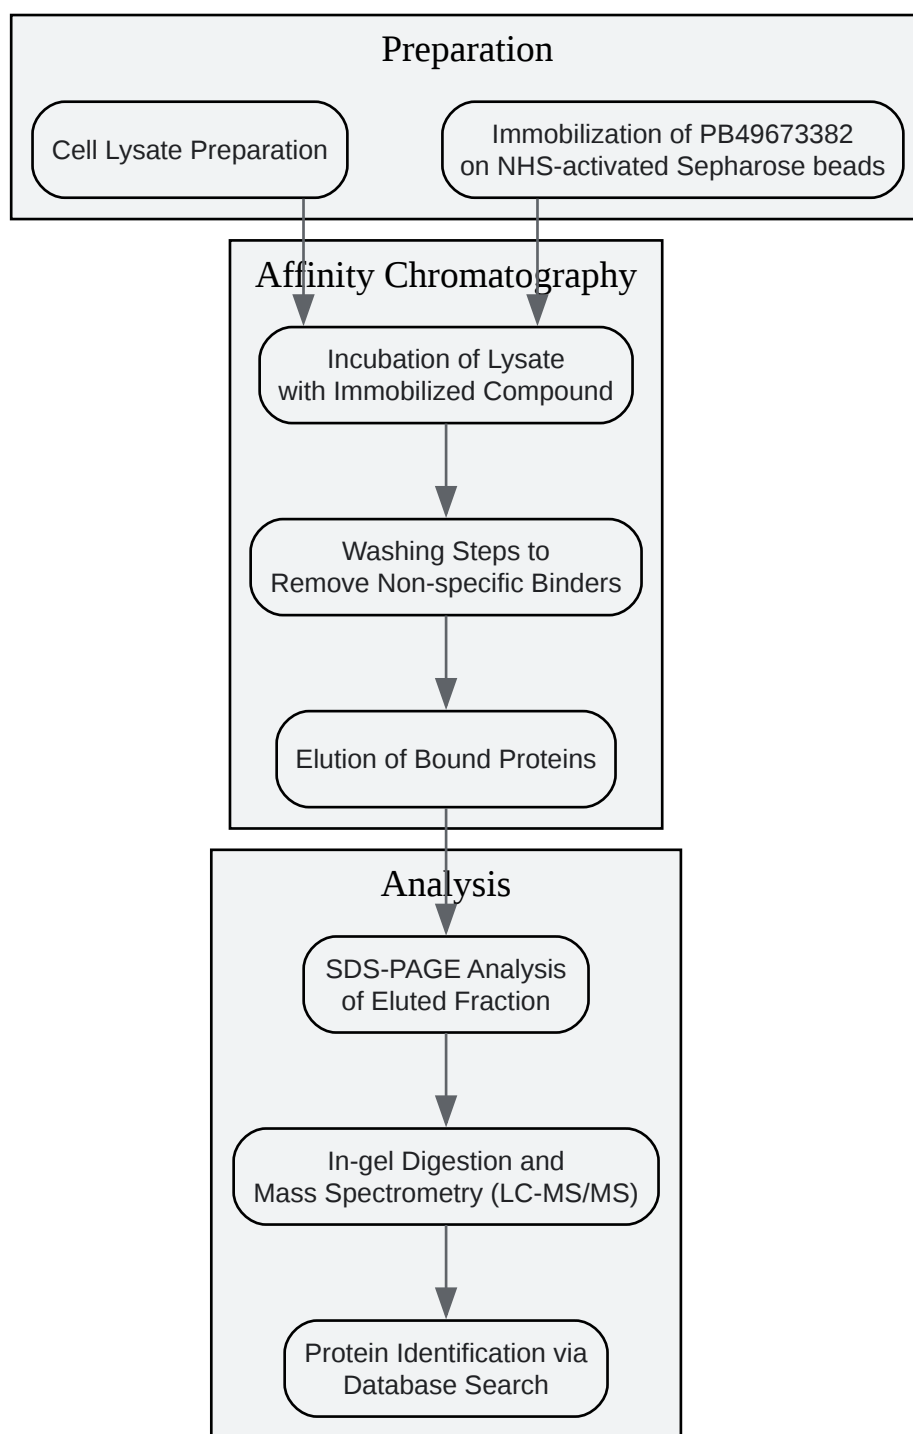 Preparation
Cell Lysate Preparation
Immobilization of PB49673382
on NHS-activated Sepharose beads
Affinity Chromatography
Incubation of Lysate
with Immobilized Compound
Washing Steps to
Remove Non-specific Binders
Elution of Bound Proteins
Analysis
SDS-PAGE Analysis
of Eluted Fraction
In-gel Digestion and
Mass Spectrometry (LC-MS/MS)
Protein Identification via
Database Search